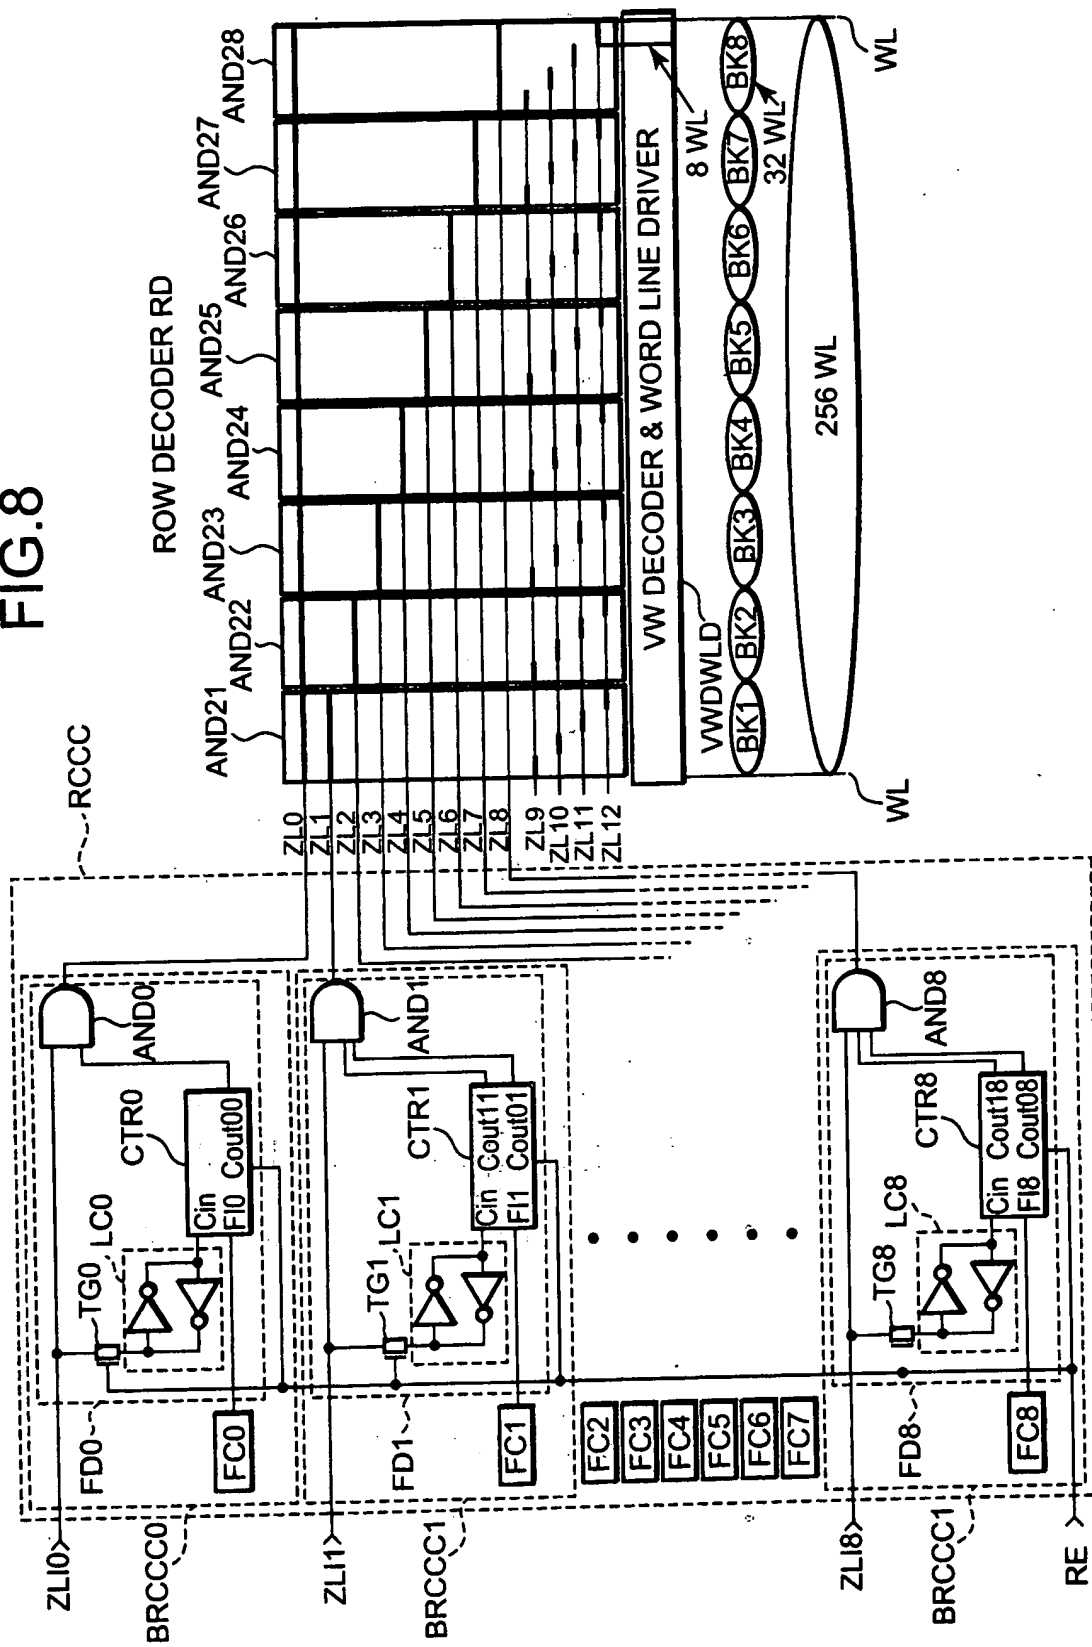 FIG.8
ROW DECODER RD
RCCC
AND21
AND22
AND23
AND24
AND25
AND26
AND27
AND28
ZL0
ZL1
ZL2
ZL3
ZL4
ZL5
ZL6
ZL7
ZL8
ZL9
ZL10
ZL11
ZL12
VW DECODER & WORD LINE DRIVER
VWDWLD
8 WL
BK1
BK2
BK3
BK4
BK5
BK6
BK7
BK8
32 WL
256 WL
WL
WL
ZLI0
BRCCC0
FD0
TG0
LC0
CTR0
AND0
Cin
FI0
Cout00
FC0
ZLI1
BRCCC1
FD1
TG1
LC1
CTR1
AND1
Cin
Cout11
FI1
Cout01
FC1
FC2
FC3
FC4
FC5
FC6
FC7
ZLI8
BRCCC1
FD8
TG8
LC8
CTR8
AND8
Cin
Cout18
FI8
Cout08
FC8
RE